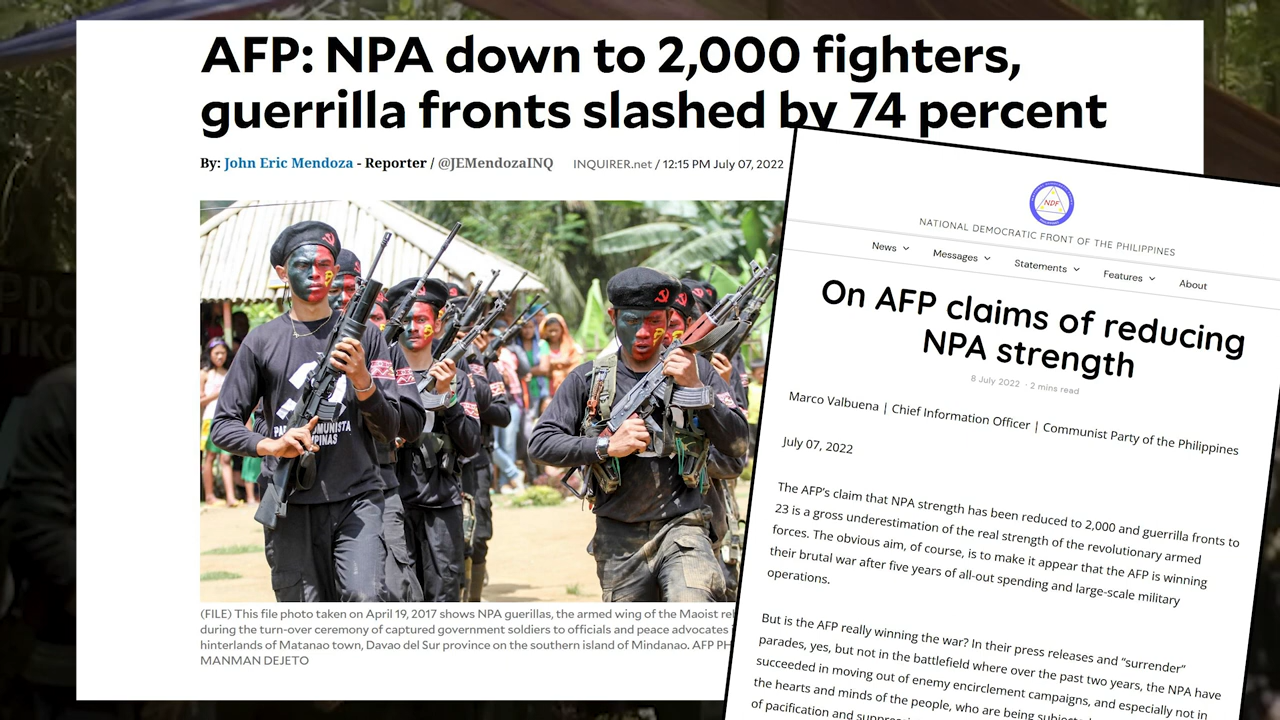 AFP: NPA down to 2,000 fighters,
guerrilla fronts slashed by 74 percent
By: John Eric Mendoza - Reporter / @JEMendozaINQ INQUIRER.net / 12:15 PM July 07, 2022
(FILE) This file photo taken on April 19, 2017 shows NPA guerillas, the armed wing of the Maoist
during the turn-over ceremony of captured government soldiers to officials and peace advocates
hinterlands of Matanao town, Davao del Sur province on the southern island of Mindanao. AFP
MANMAN DEJETO
NDF
NATIONAL DEMOCRATIC FRONT OF THE PHILIPPINES
News Messages Statements Features About
On AFP claims of reducing
NPA strength
8 July 2022 · 2 mins read
Marco Valbuena | Chief Information Officer | Communist Party of the Philippines
July 07, 2022
The AFP's claim that NPA strength has been reduced to 2,000 and guerrilla fronts to
23 is a gross underestimation of the real strength of the revolutionary armed
forces. The obvious aim, of course, is to make it appear that the AFP is winning
their brutal war after five years of all-out spending and large-scale military
operations.
But is the AFP really winning the war? In their press releases and "surrender"
parades, yes, but not in the battlefield where over the past two years, the NPA have
succeeded in moving out of enemy encirclement campaigns, and especially not in
the hearts and minds of the people, who are being
of pacification and